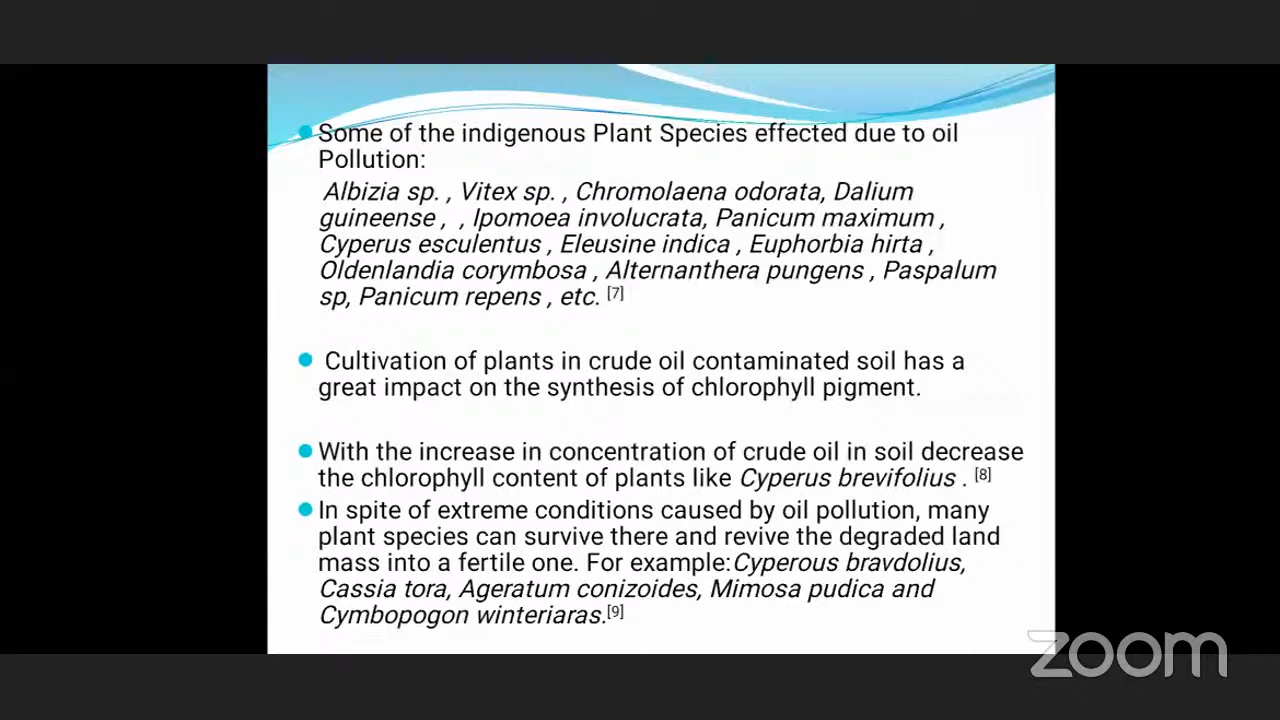 Some of the indigenous Plant Species effected due to oil
Pollution:
Albizia sp. , Vitex sp. , Chromolaena odorata, Dalium
guineense , , Ipomoea involucrata, Panicum maximum ,
Cyperus esculentus , Eleusine indica , Euphorbia hirta ,
Oldenlandia corymbosa , Alternanthera pungens , Paspalum
sp, Panicum repens , etc. [7]
Cultivation of plants in crude oil contaminated soil has a
great impact on the synthesis of chlorophyll pigment.
With the increase in concentration of crude oil in soil decrease
the chlorophyll content of plants like Cyperus brevifolius . [8]
In spite of extreme conditions caused by oil pollution, many
plant species can survive there and revive the degraded land
mass into a fertile one. For example:Cyperous bravdolius,
Cassia tora, Ageratum conizoides, Mimosa pudica and
Cymbopogon winteriaras.[9]
zoom